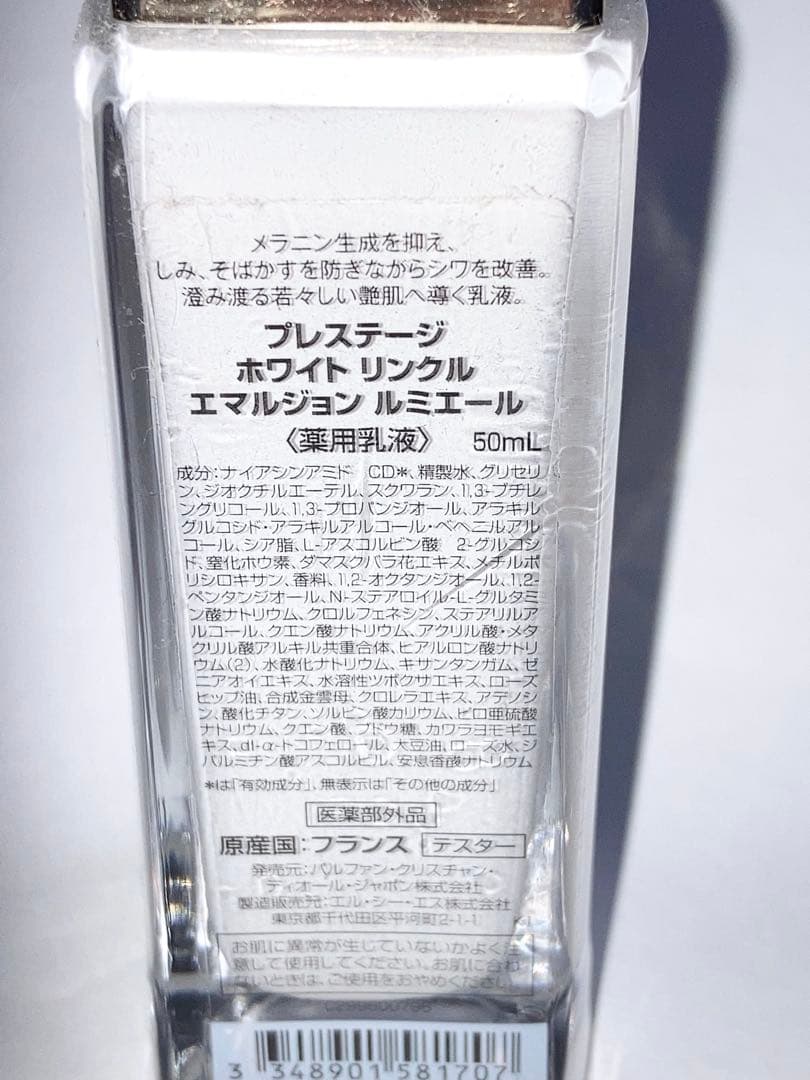 メラニン生成を抑え、
しみ、そばかすを防ぎながらシワを改善。
澄み渡る若々しい艶肌へ導く乳液。
プレステージ
ホワイト リンクル
エマルジョン ルミエール
〈薬用乳液〉 50mL
成分：ナイアシンアミド CD*、精製水、グリセリ
ン、ジオクチルエーテル、スクワラン、1,3-ブチレ
ングリコール、1,3-プロパンジオール、アラキル
グルコシド・アラキルアルコール・ベヘニルアル
コール、シア脂、L-アスコルビン酸 2-グルコシ
ド、窒化ホウ素、ダマスクバラ花エキス、メチルポ
リシロキサン、香料、1,2-オクタンジオール、1,2-
ペンタンジオール、N-ステアロイル-L-グルタミ
ン酸ナトリウム、クロルフェネシン、ステアリルア
ルコール、クエン酸ナトリウム、アクリル酸・メタ
クリル酸アルキル共重合体、ヒアルロン酸ナトリ
ウム(2)、水酸化ナトリウム、キサンタンガム、ゼ
ニアオイエキス、水溶性ツボクサエキス、ローズ
ヒップ油、合成金雲母、クロレラエキス、アデノシ
ン、酸化チタン、ソルビン酸カリウム、ピロ亜硫酸
ナトリウム、クエン酸、ブドウ糖、カワラヨモギエ
キス、dl-α-トコフェロール、大豆油、ローズ水、ジ
パルミチン酸アスコルビル、安息香酸ナトリウム
*は「有効成分」、無表示は「その他の成分」
医薬部外品
原産国：フランス テスター
発売元：パルファン・クリスチャン・
ディオール・ジャポン株式会社
製造販売元：エル・シー・エス株式会社
東京都千代田区平河町2-1-1
お肌に異常が生じていないかよく注
意して使用してください。お肌に合わ
ないときは、ご使用をおやめください
3 348901 581707